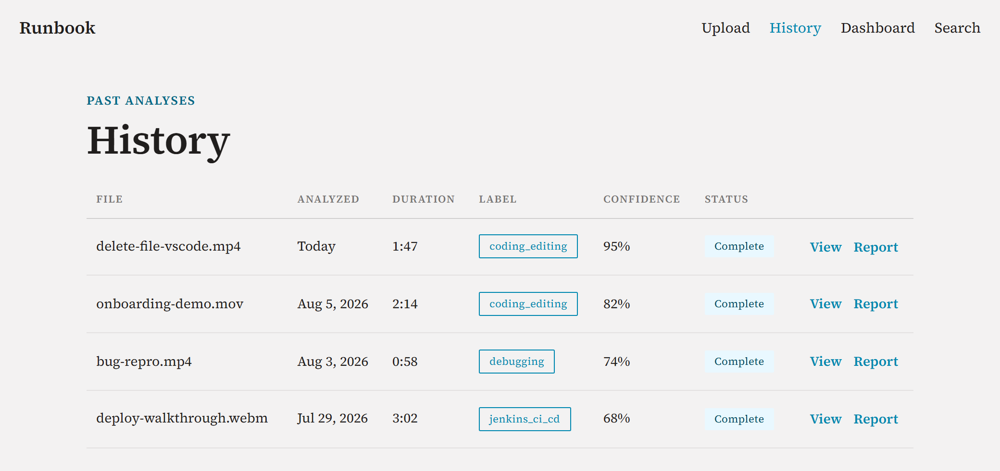 Runbook Upload History Dashboard Search
PAST ANALYSES
History
FILE ANALYZED DURATION LABEL CONFIDENCE STATUS
delete-file-vscode.mp4 Today 1:47 coding_editing 95% Complete View Report
onboarding-demo.mov Aug 5, 2026 2:14 coding_editing 82% Complete View Report
bug-repro.mp4 Aug 3, 2026 0:58 debugging 74% Complete View Report
deploy-walkthrough.webm Jul 29, 2026 3:02 jenkins_ci_cd 68% Complete View Report